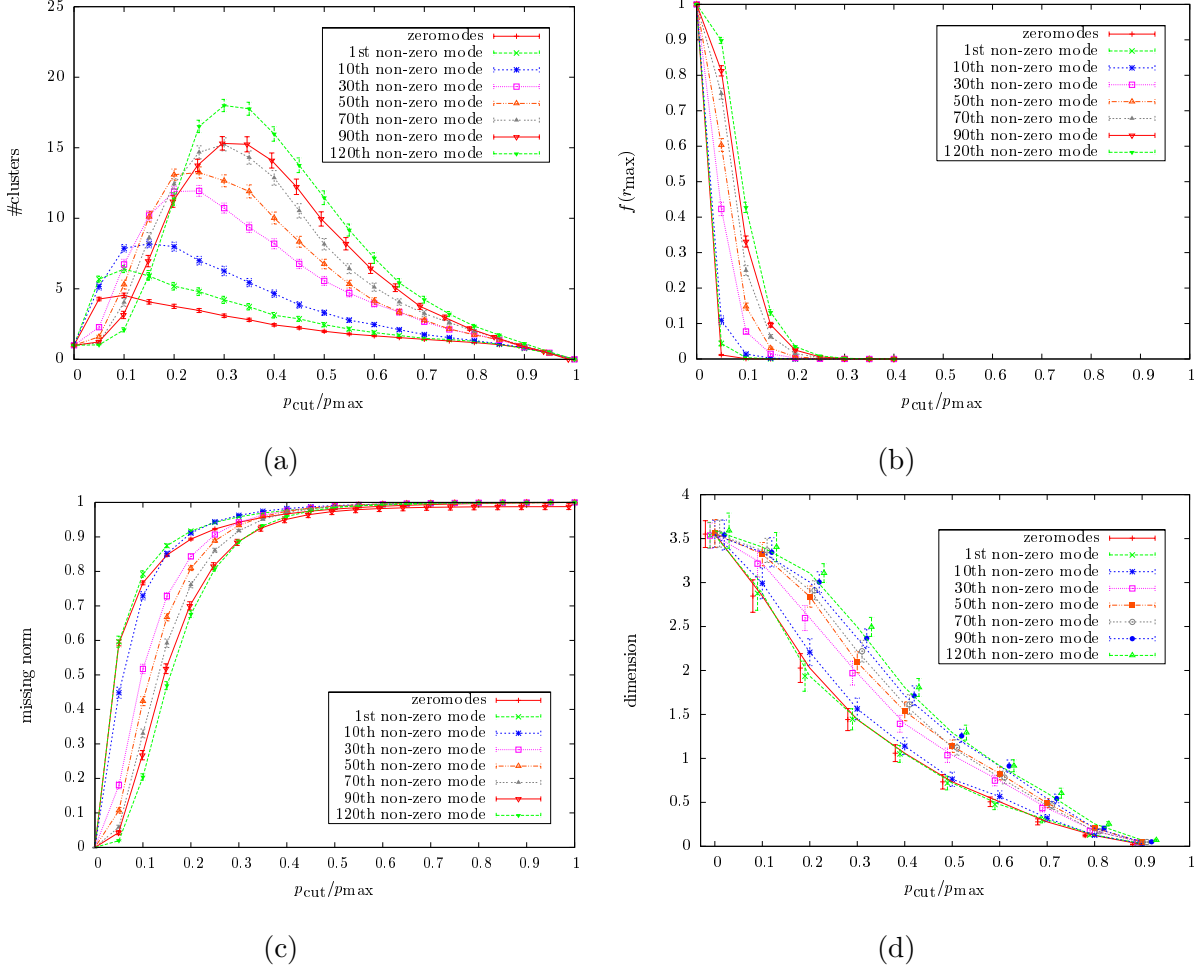 25
20
15
10
5
0
#clusters
0 0.1 0.2 0.3 0.4 0.5 0.6 0.7 0.8 0.9 1
p_cut/p_max
zeromodes
1st non-zero mode
10th non-zero mode
30th non-zero mode
50th non-zero mode
70th non-zero mode
90th non-zero mode
120th non-zero mode
(a)
1
0.9
0.8
0.7
0.6
0.5
0.4
0.3
0.2
0.1
0
f(r_max)
0 0.1 0.2 0.3 0.4 0.5 0.6 0.7 0.8 0.9 1
p_cut/p_max
zeromodes
1st non-zero mode
10th non-zero mode
30th non-zero mode
50th non-zero mode
70th non-zero mode
90th non-zero mode
120th non-zero mode
(b)
1
0.9
0.8
0.7
0.6
0.5
0.4
0.3
0.2
0.1
0
missing norm
0 0.1 0.2 0.3 0.4 0.5 0.6 0.7 0.8 0.9 1
p_cut/p_max
zeromodes
1st non-zero mode
10th non-zero mode
30th non-zero mode
50th non-zero mode
70th non-zero mode
90th non-zero mode
120th non-zero mode
(c)
4
3.5
3
2.5
2
1.5
1
0.5
0
dimension
0 0.1 0.2 0.3 0.4 0.5 0.6 0.7 0.8 0.9 1
p_cut/p_max
zeromodes
1st non-zero mode
10th non-zero mode
30th non-zero mode
50th non-zero mode
70th non-zero mode
90th non-zero mode
120th non-zero mode
(d)